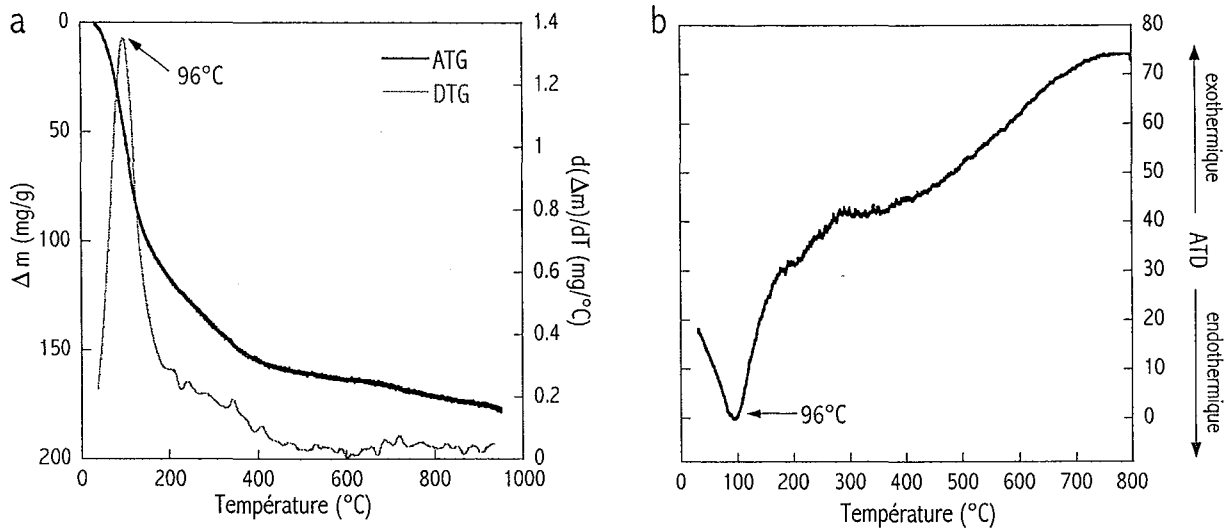 a
0
50
100
150
200
Δ m (mg/g)
96°C
ATG
DTG
1.4
1.2
1
0.8
0.6
0.4
0.2
0
d(Δm)/dT (mg/°C)
0 200 400 600 800 1000
Température (°C)
b
80
70
60
50
40
30
20
10
0
96°C
exothermique
ATD
endothermique
0 100 200 300 400 500 600 700 800
Température (°C)